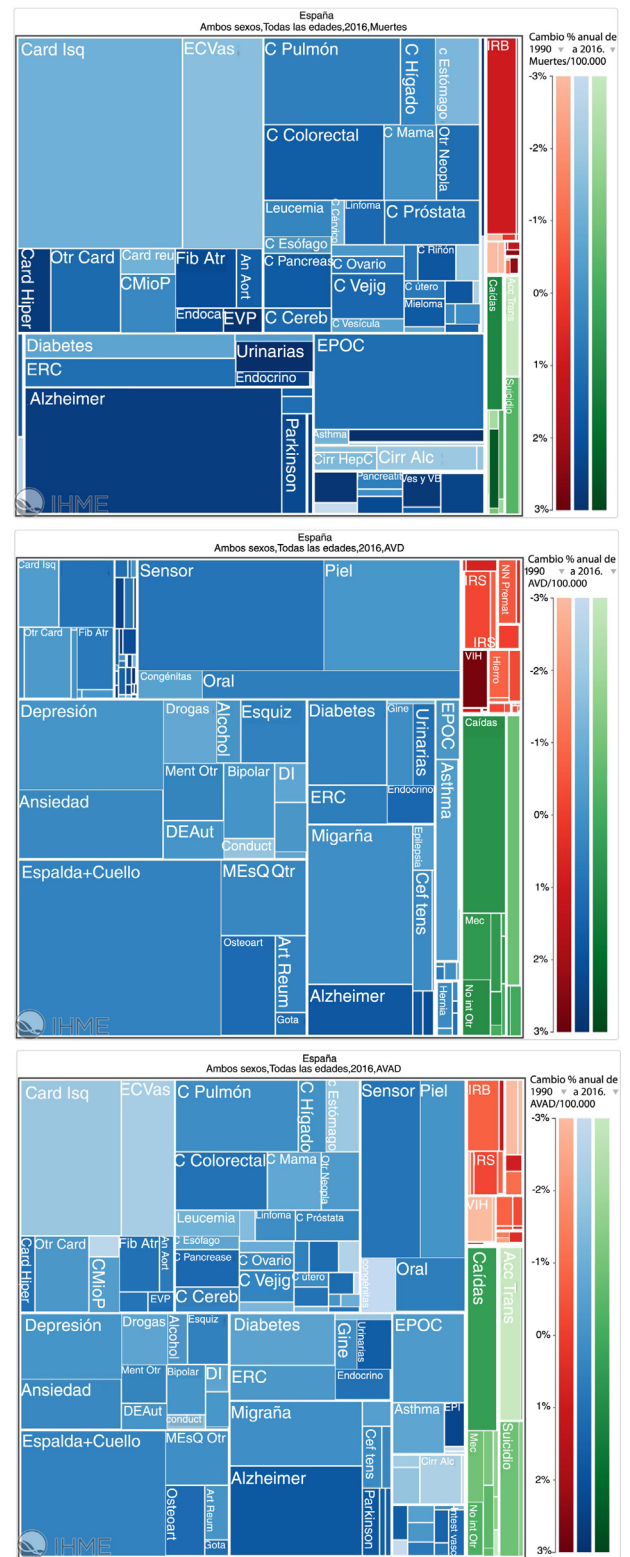 España
Ambos sexos,Todas las edades,2016,Muertes
Cambio % anual de
1990 a 2016.
Muertes/100.000
Card Isq
ECVas
C Pulmón
C Hígado
c Estómago
IRB
C Colorectal
C Mama
Otr Neopla
Leucemia
C Cérvico
Linfoma
C Próstata
C Esófago
Card Hiper
Otr Card
Card reu
Fib Atr
An Aort
C Pancreas
C Ovario
C Riñón
CMioP
C Vejig
C útero
Caídas
Acc Trans
Endoca
EVP
C Cereb
Mieloma
C Vesícula
Diabetes
Urinarias
EPOC
ERC
Endocrino
Suicidio
Alzheimer
Parkinson
Asthma
Cirr HepC
Cirr Alc
Pancreatit
Ves y VB
IHME
-3%
-2%
-1%
0%
1%
2%
3%
España
Ambos sexos,Todas las edades,2016,AVD
Cambio % anual de
1990 a 2016.
AVD/100.000
Card Isq
Sensor
Piel
IRS
NN Premat
Otr Card
Fib Atr
IRS
Congénitas
Oral
VIH
Hierro
Depresión
Drogas
Alcohol
Esquiz
Diabetes
Gine
Urinarias
EPOC
Caídas
Ment Otr
Bipolar
DI
Asthma
Ansiedad
ERC
Endocrino
DEAut
Conduct
Migarña
Epilepsia
Espalda+Cuello
MEsQ Qtr
Cef tens
Mec
Osteoart
Art Reum
Gota
Alzheimer
Hernia
No int Otr
IHME
-3%
-2%
-1%
0%
1%
2%
3%
España
Ambos sexos,Todas las edades,2016,AVAD
Cambio % anual de
1990 a 2016.
AVAD/100.000
Card Isq
ECVas
C Pulmón
C Hígado
c Estómago
Sensor
Piel
IRB
C Colorectal
C Mama
Otr Neopla
IRS
Leucemia
Linfoma
C Próstata
VIH
Card Hiper
Otr Card
Fib Atr
An Aort
C Esófago
C Pancrease
C Ovario
CMioP
C Vejig
C útero
congénitas
Oral
Caídas
Acc Trans
EVP
C Cereb
Depresión
Drogas
Alcohol
Esquiz
Diabetes
Gine
Urinarias
EPOC
Ment Otr
Bipolar
DI
ERC
Endocrino
Ansiedad
DEAut
conduct
Migraña
Asthma
EPI
Suicidio
Espalda+Cuello
MEsQ Otr
Cef tens
Mec
Cirr Alc
Alzheimer
Osteoart
Art Reum
Gota
Parkinson
Intest vasc
No int Otr
IHME
-3%
-2%
-1%
0%
1%
2%
3%